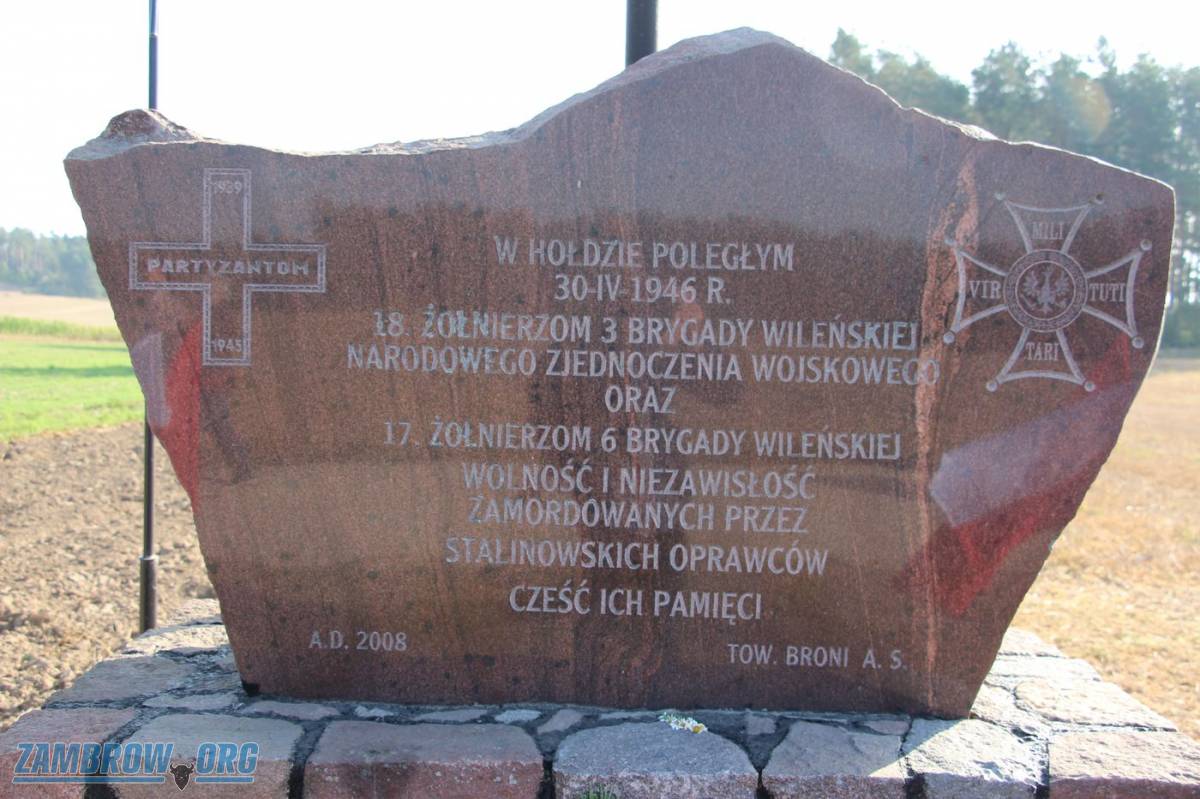 1939
PARTYZANTOM
1945
W HOŁDZIE POLEGŁYM
30-IV-1946 R.
18. ŻOŁNIERZOM 3 BRYGADY WILEŃSKIEJ
NARODOWEGO ZJEDNOCZENIA WOJSKOWEGO
ORAZ
17. ŻOŁNIERZOM 6 BRYGADY WILEŃSKIEJ
WOLNOŚĆ I NIEZAWISŁOŚĆ
ZAMORDOWANYCH PRZEZ
STALINOWSKICH OPRAWCÓW
CZEŚĆ ICH PAMIĘCI
A.D. 2008
TOW. BRONI A. S.
MILI
VIR TUTI
TARI
ZAMBROW.ORG